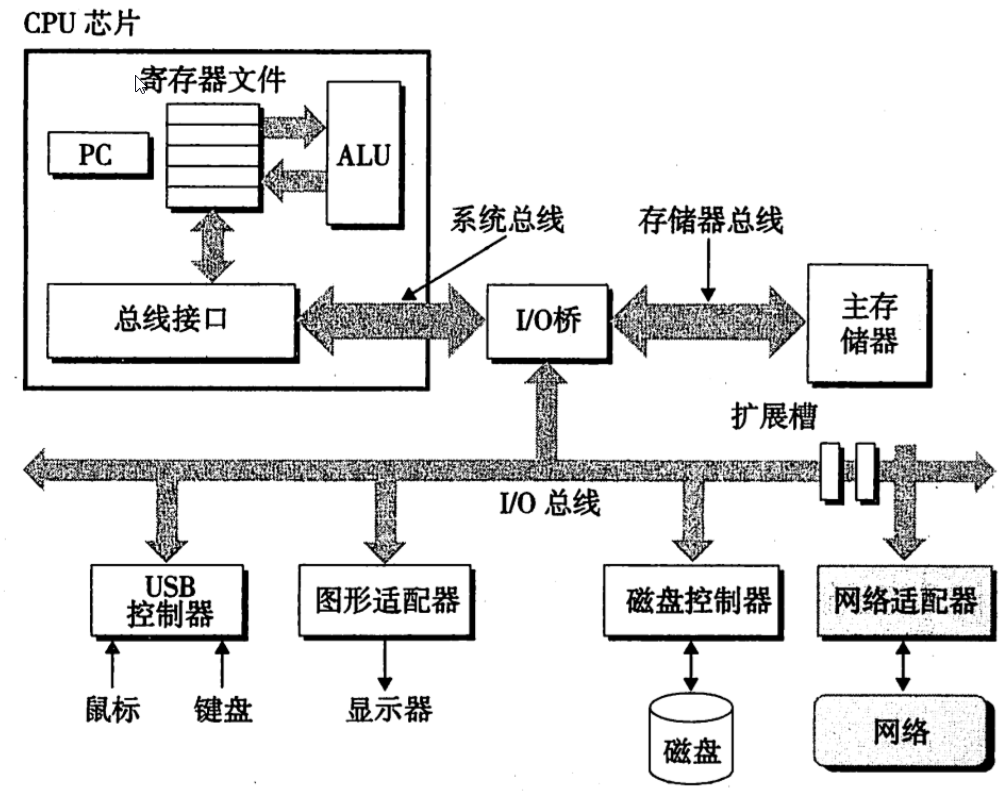 CPU 芯片
寄存器文件
PC
ALU
系统总线
存储器总线
总线接口
I/O桥
主存
储器
扩展槽
I/O 总线
USB
控制器
图形适配器
磁盘控制器
网络适配器
鼠标
键盘
显示器
磁盘
网络